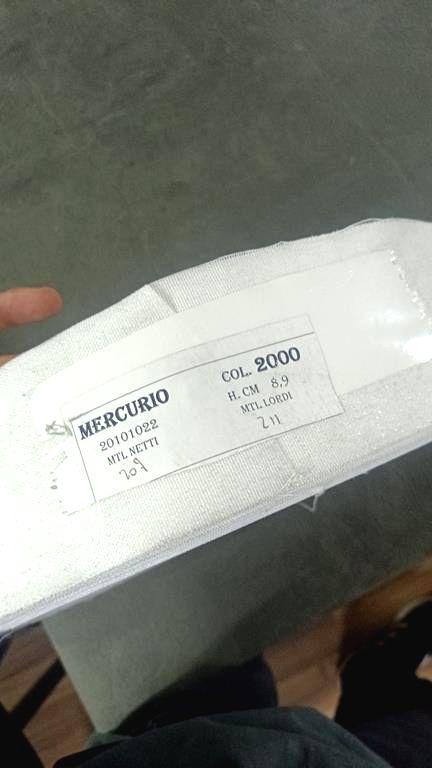 MERCURIO COL. 2000
20101022 H. CM 8,9
MTL NETTI MTL LORDI
209 211